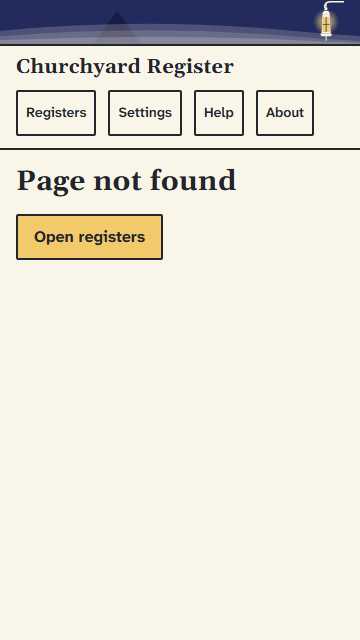 Churchyard Register
Registers Settings Help About
Page not found
Open registers